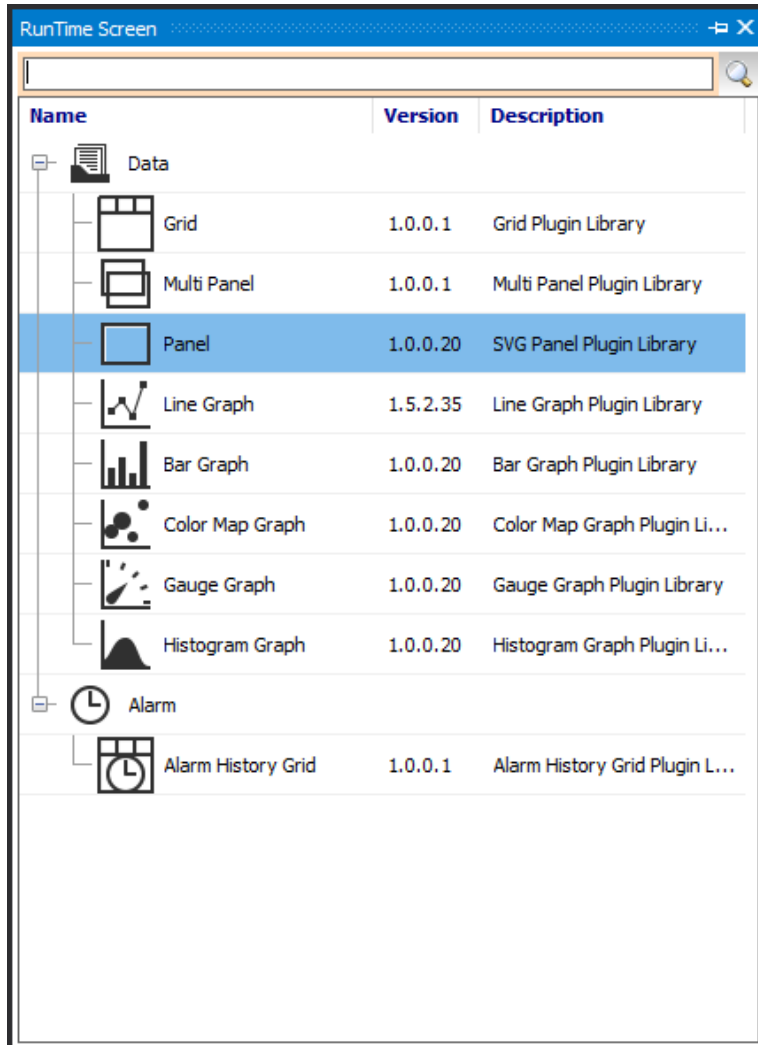 RunTime Screen
Name Version Description
Data
Grid 1.0.0.1 Grid Plugin Library
Multi Panel 1.0.0.1 Multi Panel Plugin Library
Panel 1.0.0.20 SVG Panel Plugin Library
Line Graph 1.5.2.35 Line Graph Plugin Library
Bar Graph 1.0.0.20 Bar Graph Plugin Library
Color Map Graph 1.0.0.20 Color Map Graph Plugin Li...
Gauge Graph 1.0.0.20 Gauge Graph Plugin Library
Histogram Graph 1.0.0.20 Histogram Graph Plugin Li...
Alarm
Alarm History Grid 1.0.0.1 Alarm History Grid Plugin L...